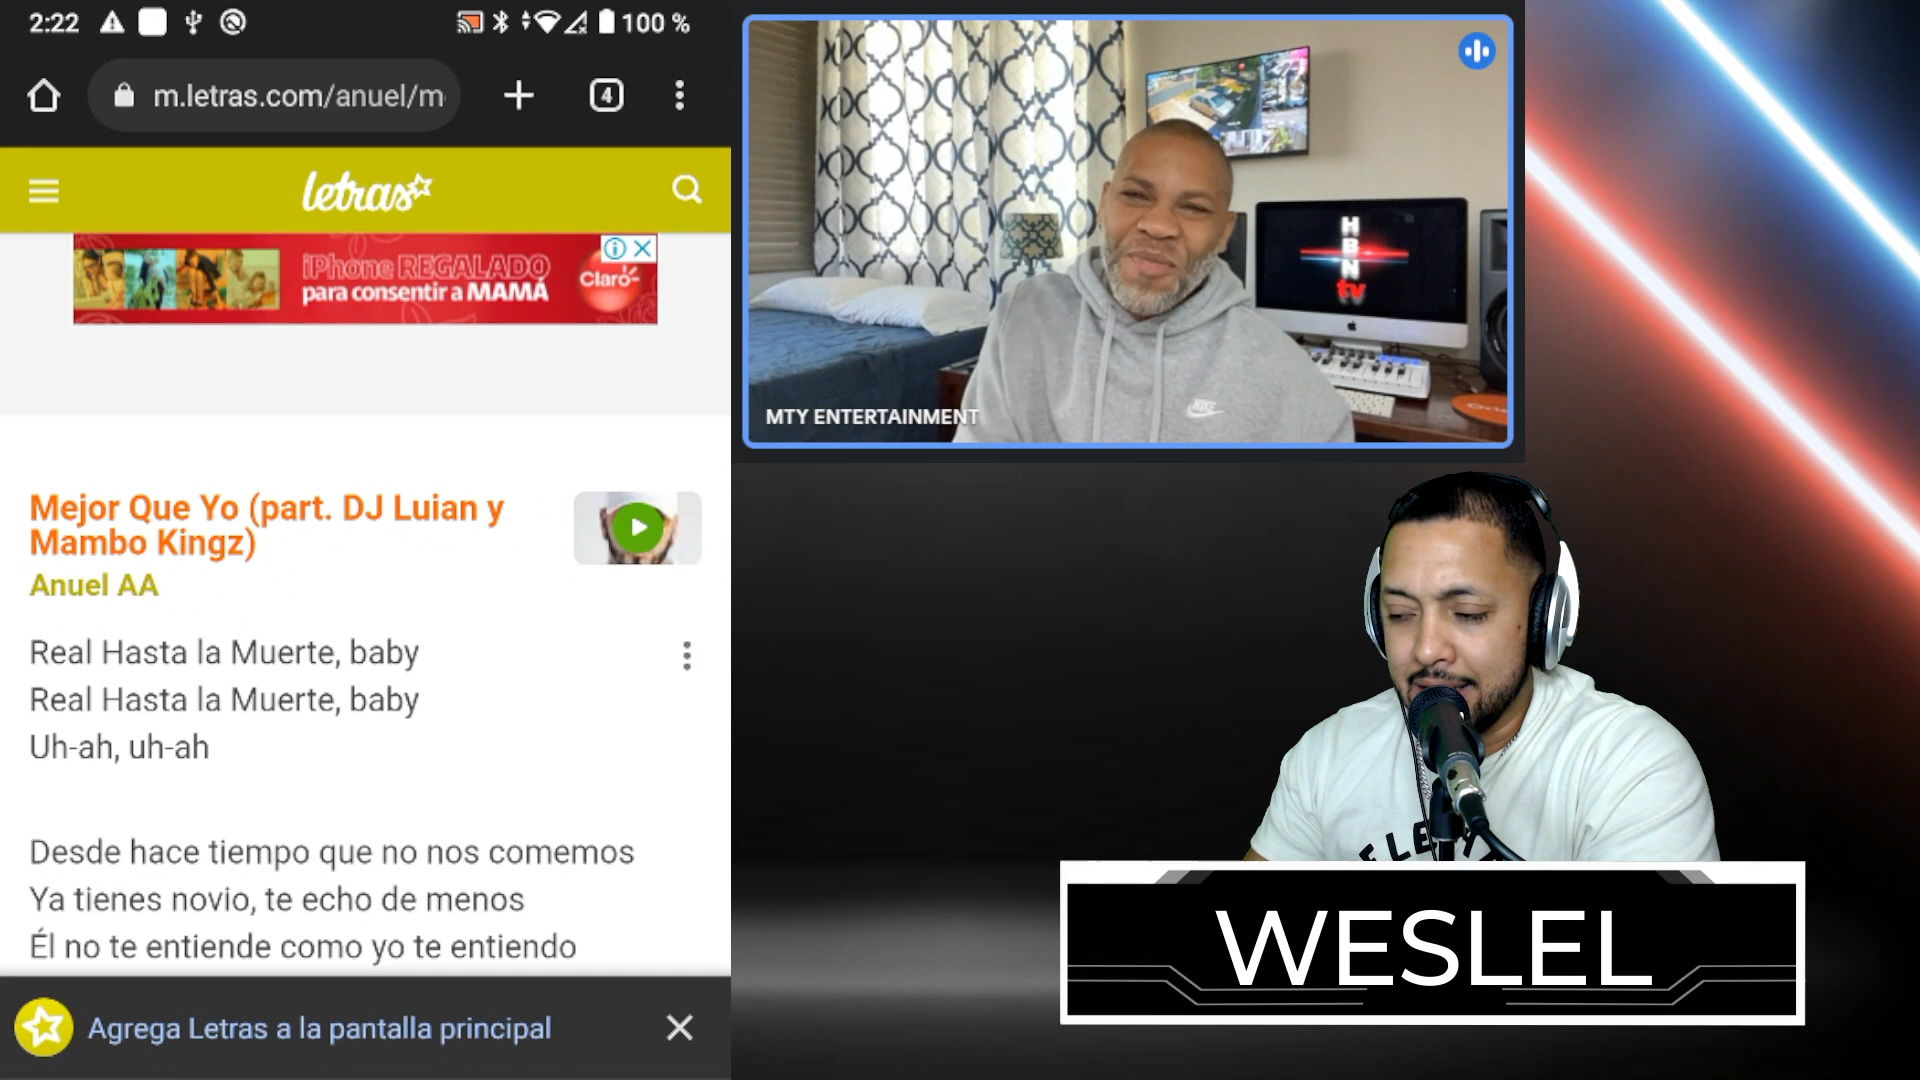 2:22
100 %
m.letras.com/anuel/m
4
letras
iPhone REGALADO
para consentir a MAMÁ
Claro
Mejor Que Yo (part. DJ Luian y
Mambo Kingz)
Anuel AA
Real Hasta la Muerte, baby
Real Hasta la Muerte, baby
Uh-ah, uh-ah
Desde hace tiempo que no nos comemos
Ya tienes novio, te echo de menos
Él no te entiende como yo te entiendo
Agrega Letras a la pantalla principal
H
B
N
tv
NIKE
MTY ENTERTAINMENT
WESLEL